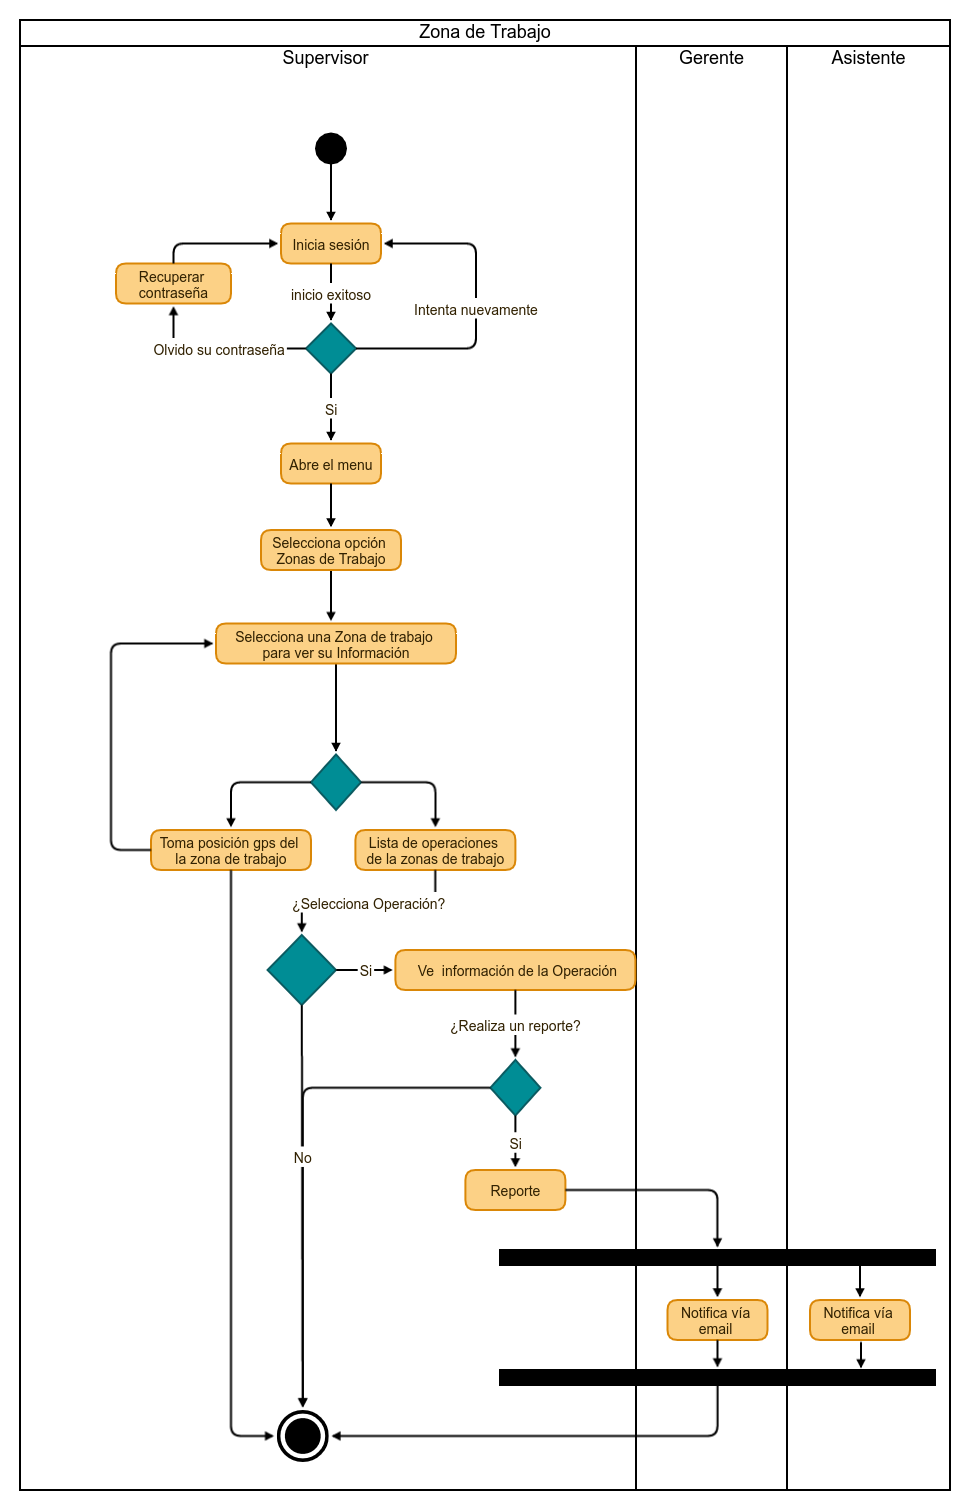 Zona de Trabajo
Supervisor
Gerente
Asistente
Inicia sesión
Recuperar
contraseña
inicio exitoso
Intenta nuevamente
Olvido su contraseña
Si
Abre el menu
Selecciona opción
Zonas de Trabajo
Selecciona una Zona de trabajo
para ver su Información
Toma posición gps del
la zona de trabajo
Lista de operaciones
de la zonas de trabajo
¿Selecciona Operación?
Si
Ve información de la Operación
¿Realiza un reporte?
Si
No
Reporte
Notifica vía
email
Notifica vía
email